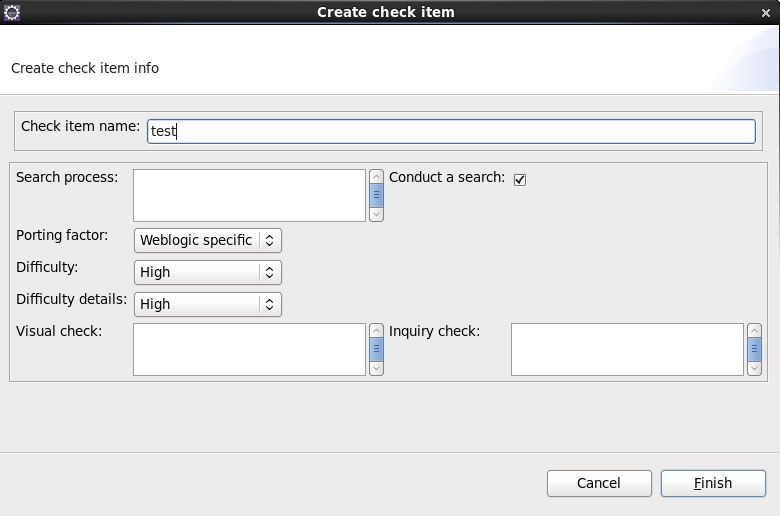 Create check item
Create check item info
Check item name: test
Search process: Conduct a search:
Porting factor: Weblogic specific
Difficulty: High
Difficulty details: High
Visual check: Inquiry check:
Cancel Finish